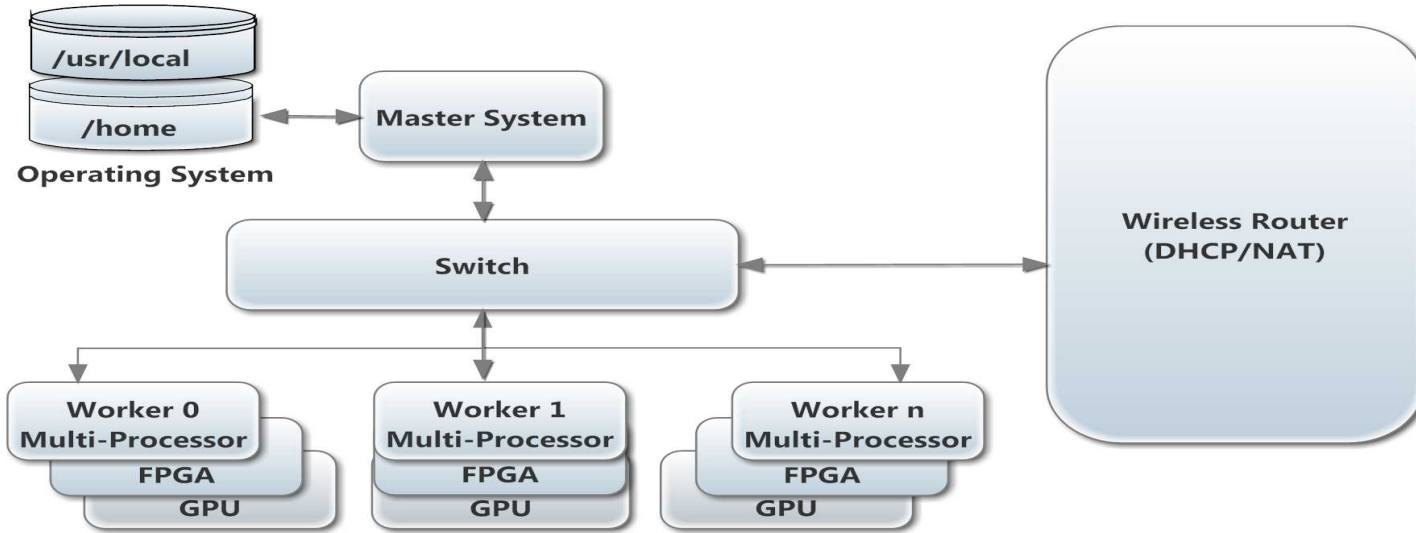 /usr/local
/home
Operating System
Master System
Switch
Wireless Router
(DHCP/NAT)
Worker 0
Multi-Processor
FPGA
GPU
Worker 1
Multi-Processor
FPGA
GPU
Worker n
Multi-Processor
FPGA
GPU